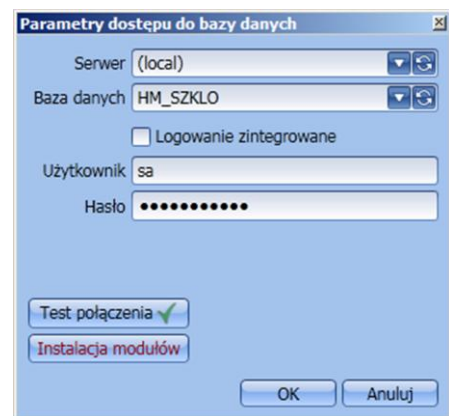 Parametry dostępu do bazy danych
Serwer (local)
Baza danych HM_SZKLO
Logowanie zintegrowane
Użytkownik sa
Hasło •••••••••••
Test połączenia
Instalacja modułów
OK Anuluj